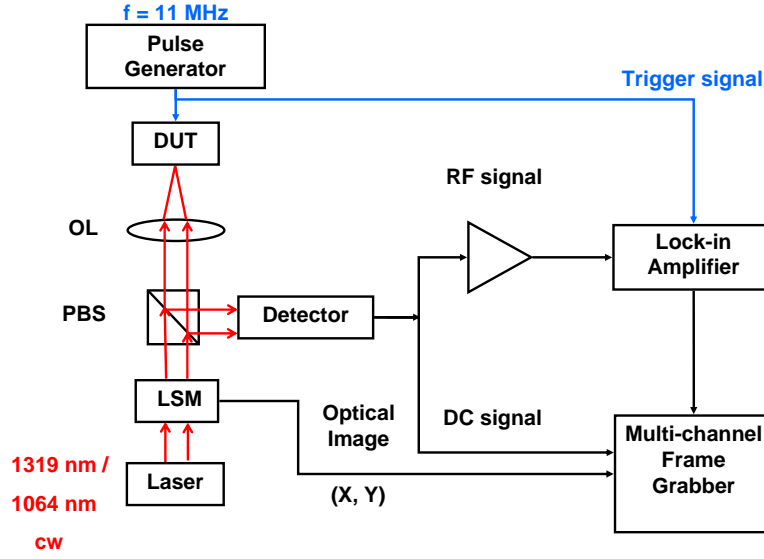 f = 11 MHz
Pulse
Generator
Trigger signal
DUT
RF signal
OL
Lock-in
Amplifier
PBS
Detector
LSM
Optical
Image
DC signal
Multi-channel
Frame
Grabber
1319 nm /
1064 nm
cw
Laser
(X, Y)